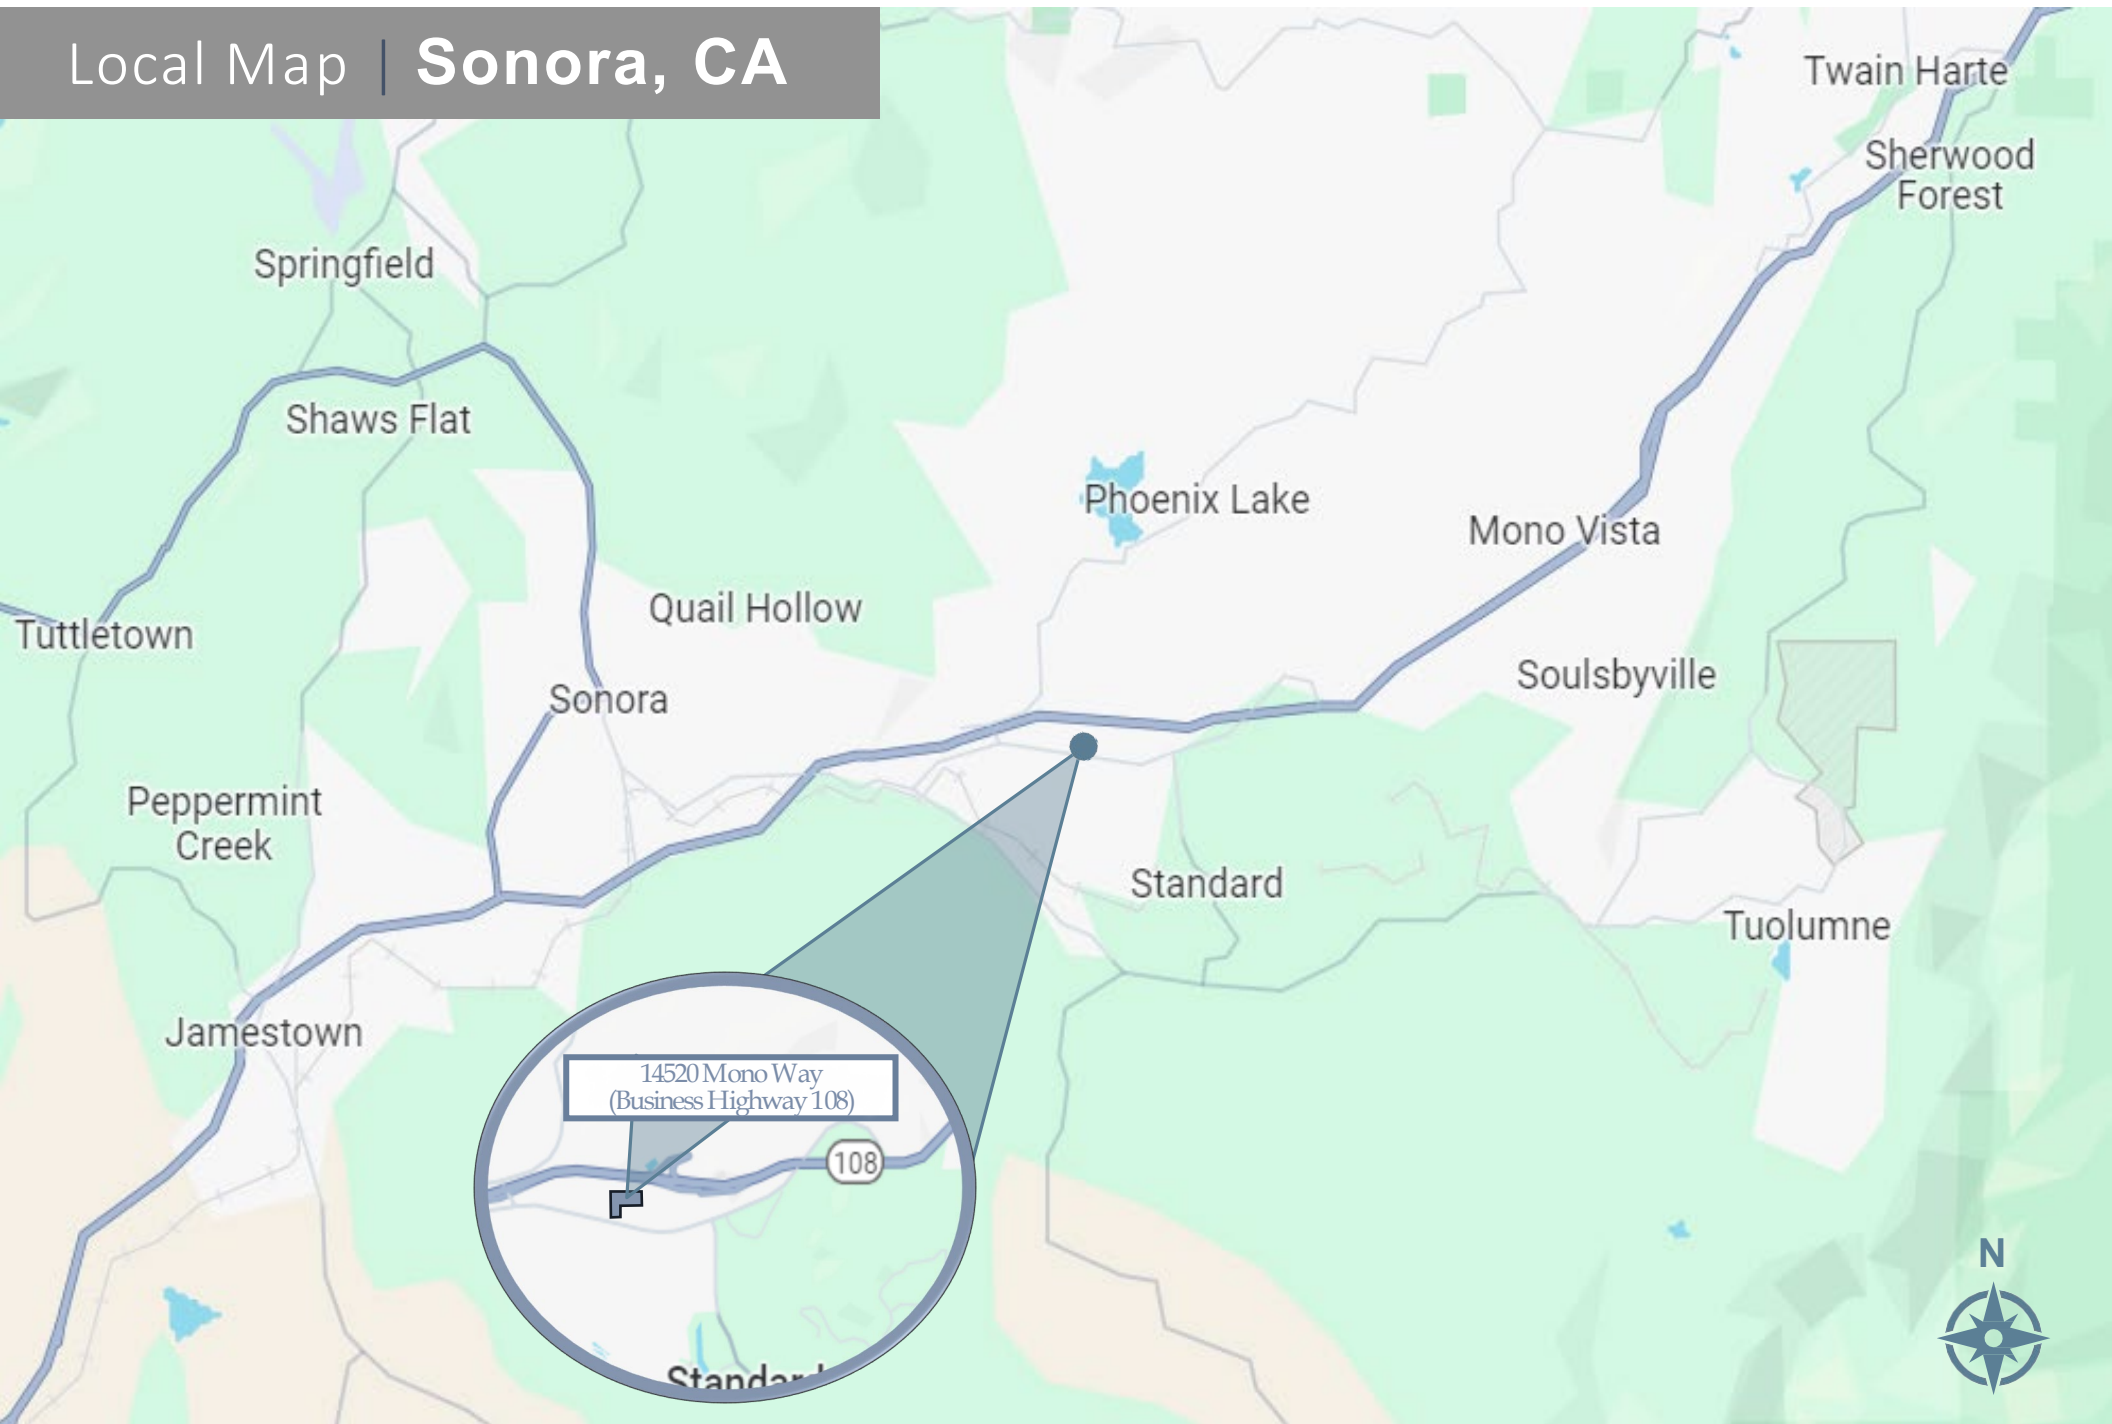 Local Map | Sonora, CA
Twain Harte
Sherwood
Forest
Springfield
Shaws Flat
Phoenix Lake
Mono Vista
Quail Hollow
Tuttletown
Soulsbyville
Sonora
Peppermint
Creek
Standard
Tuolumne
Jamestown
14520 Mono Way
(Business Highway 108)
108
Standard
N